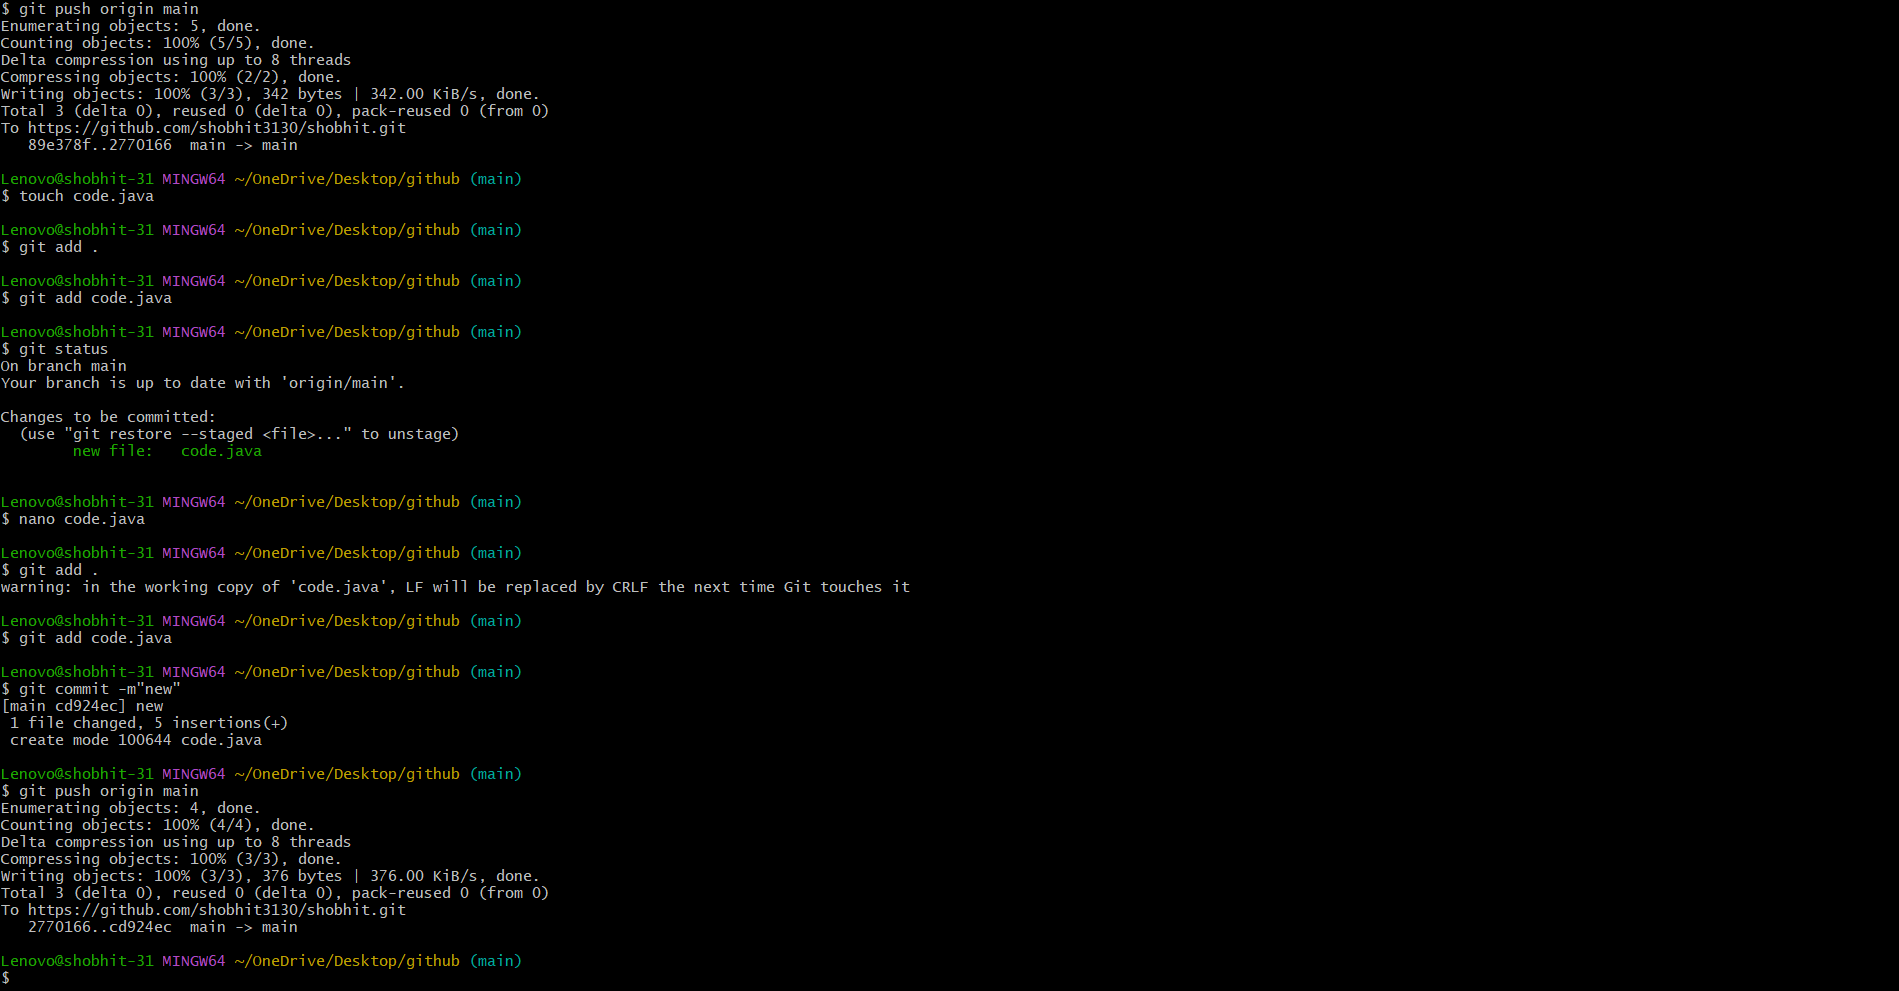 $ git push origin main
Enumerating objects: 5, done.
Counting objects: 100% (5/5), done.
Delta compression using up to 8 threads
Compressing objects: 100% (2/2), done.
Writing objects: 100% (3/3), 342 bytes | 342.00 KiB/s, done.
Total 3 (delta 0), reused 0 (delta 0), pack-reused 0 (from 0)
To https://github.com/shobhit3130/shobhit.git
   89e378f..2770166  main -> main

Lenovo@shobhit-31 MINGW64 ~/OneDrive/Desktop/github (main)
$ touch code.java

Lenovo@shobhit-31 MINGW64 ~/OneDrive/Desktop/github (main)
$ git add .

Lenovo@shobhit-31 MINGW64 ~/OneDrive/Desktop/github (main)
$ git add code.java

Lenovo@shobhit-31 MINGW64 ~/OneDrive/Desktop/github (main)
$ git status
On branch main
Your branch is up to date with 'origin/main'.

Changes to be committed:
  (use "git restore --staged <file>..." to unstage)
        new file:   code.java


Lenovo@shobhit-31 MINGW64 ~/OneDrive/Desktop/github (main)
$ nano code.java

Lenovo@shobhit-31 MINGW64 ~/OneDrive/Desktop/github (main)
$ git add .
warning: in the working copy of 'code.java', LF will be replaced by CRLF the next time Git touches it

Lenovo@shobhit-31 MINGW64 ~/OneDrive/Desktop/github (main)
$ git add code.java

Lenovo@shobhit-31 MINGW64 ~/OneDrive/Desktop/github (main)
$ git commit -m"new"
[main cd924ec] new
 1 file changed, 5 insertions(+)
 create mode 100644 code.java

Lenovo@shobhit-31 MINGW64 ~/OneDrive/Desktop/github (main)
$ git push origin main
Enumerating objects: 4, done.
Counting objects: 100% (4/4), done.
Delta compression using up to 8 threads
Compressing objects: 100% (3/3), done.
Writing objects: 100% (3/3), 376 bytes | 376.00 KiB/s, done.
Total 3 (delta 0), reused 0 (delta 0), pack-reused 0 (from 0)
To https://github.com/shobhit3130/shobhit.git
   2770166..cd924ec  main -> main

Lenovo@shobhit-31 MINGW64 ~/OneDrive/Desktop/github (main)
$